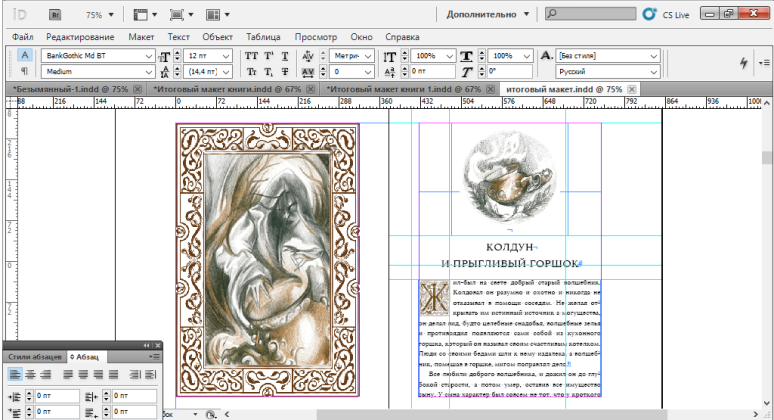 Br 75% Дополнительно CS Live
Файл Редактирование Макет Текст Объект Таблица Просмотр Окно Справка
A BankGothic Md BT 12 пт TT T¹ T AV Метри· IT 100% T 100% A. [Без стиля]
¶ Medium (14,4 пт) Tr T₁ T AV 0 0 пт T 0° Русский
*Безымянный-1.indd @ 75% *Итоговый макет книги.indd @ 67% *Итоговый макет книги 1.indd @ 67% итоговый макет.indd @ 75%
88 216 144 72 0 72 144 216 288 360 432 504 576 648 720 792 864 936 100
КОЛДУН
И ПРЫГЛИВЫЙ ГОРШОК
Жил-был на свете добрый старый волшебник.
Колдовал он разумно и охотно и никогда не
отказывал в помощи соседям. Не желая от-
крывать им истинный источник а могущества,
он делал вид, будто целебные снадобья, волшебные зелья
и противоядия появляются сами собой из кухонного
горшка, который он называл своим счастливым котелком.
Люди со своими бедами шли к нему издалека, а волшеб-
ник, помешав в горшке, мигом поправлял дело.
Все любили доброго волшебника, и дожил он до глу-
бокой старости, а потом умер, оставив все имущество
сыну. У сына характер был совсем не тот, что у кроткого
Стили абзацев Абзац
0 пт 0 пт
0 пт 0 пт